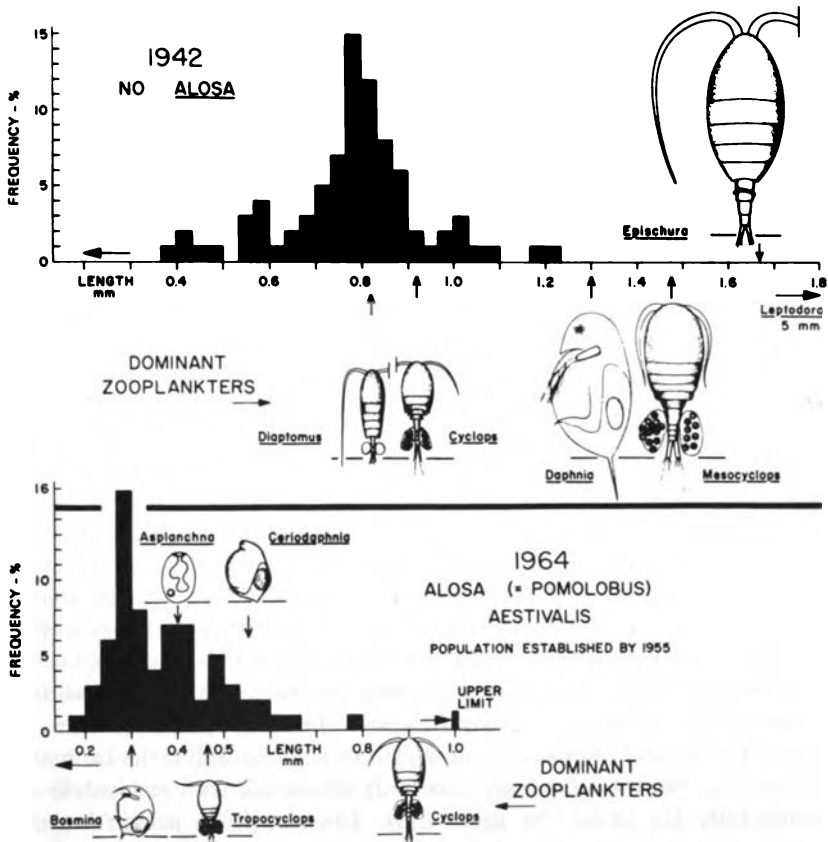 1942
NO ALOSA
FREQUENCY - %
15
10
5
0
LENGTH
mm
0.4
0.6
0.8
1.0
1.2
1.4
1.6
1.8
Epischura
Leptodora
5 mm
DOMINANT
ZOOPLANKTERS
Diaptomus
Cyclops
Daphnia
Mesocyclops
FREQUENCY - %
16
10
5
0
Asplanchna
Ceriodaphnia
1964
ALOSA (= POMOLOBUS)
AESTIVALIS
POPULATION ESTABLISHED BY 1955
UPPER
LIMIT
0.2
0.4
0.5
LENGTH
mm
0.8
1.0
Bosmina
Tropocyclops
Cyclops
DOMINANT
ZOOPLANKTERS